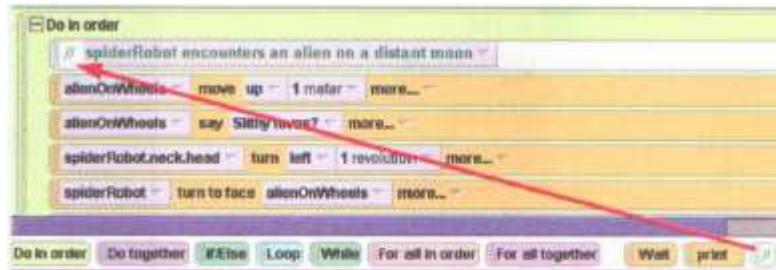 Do in order
// spiderRobot encounters an alien on a distant moon
alienOnWheels move up 1 meter more...
alienOnWheels say Slithy toves? more...
spiderRobot.neck.head turn left 1 revolution more...
spiderRobot turn to face alienOnWheels more...
Do in order Do together If/Else Loop While For all in order For all together Wait print //